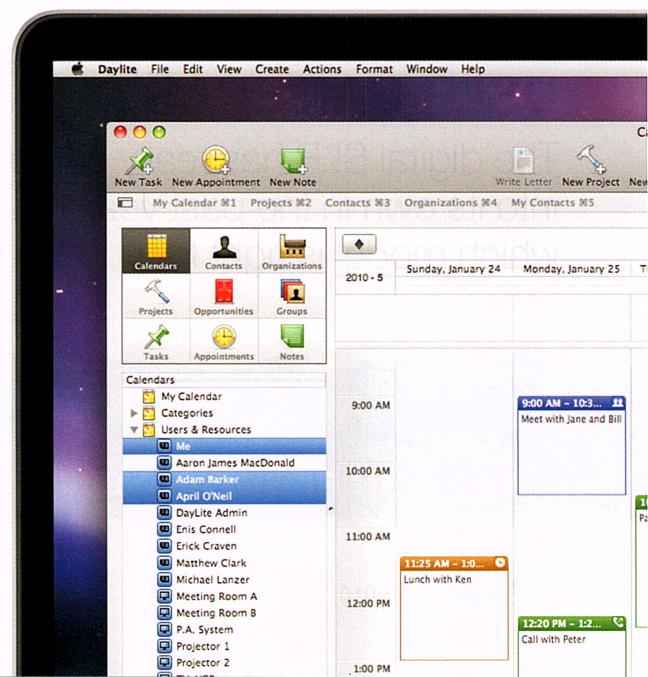 Daylite File Edit View Create Actions Format Window Help
New Task New Appointment New Note Write Letter New Project New
My Calendar ⌘1 Projects ⌘2 Contacts ⌘3 Organizations ⌘4 My Contacts ⌘5
Calendars Contacts Organizations
Projects Opportunities Groups
Tasks Appointments Notes
2010 - 5 Sunday, January 24 Monday, January 25
Calendars
My Calendar
Categories
Users & Resources
Me
Aaron James MacDonald
Adam Barker
April O'Neil
DayLite Admin
Enis Connell
Erick Craven
Matthew Clark
Michael Lanzer
Meeting Room A
Meeting Room B
P.A. System
Projector 1
Projector 2
9:00 AM
10:00 AM
11:00 AM
12:00 PM
1:00 PM
11:25 AM – 1:0...
Lunch with Ken
9:00 AM – 10:3...
Meet with Jane and Bill
12:20 PM – 1:2...
Call with Peter